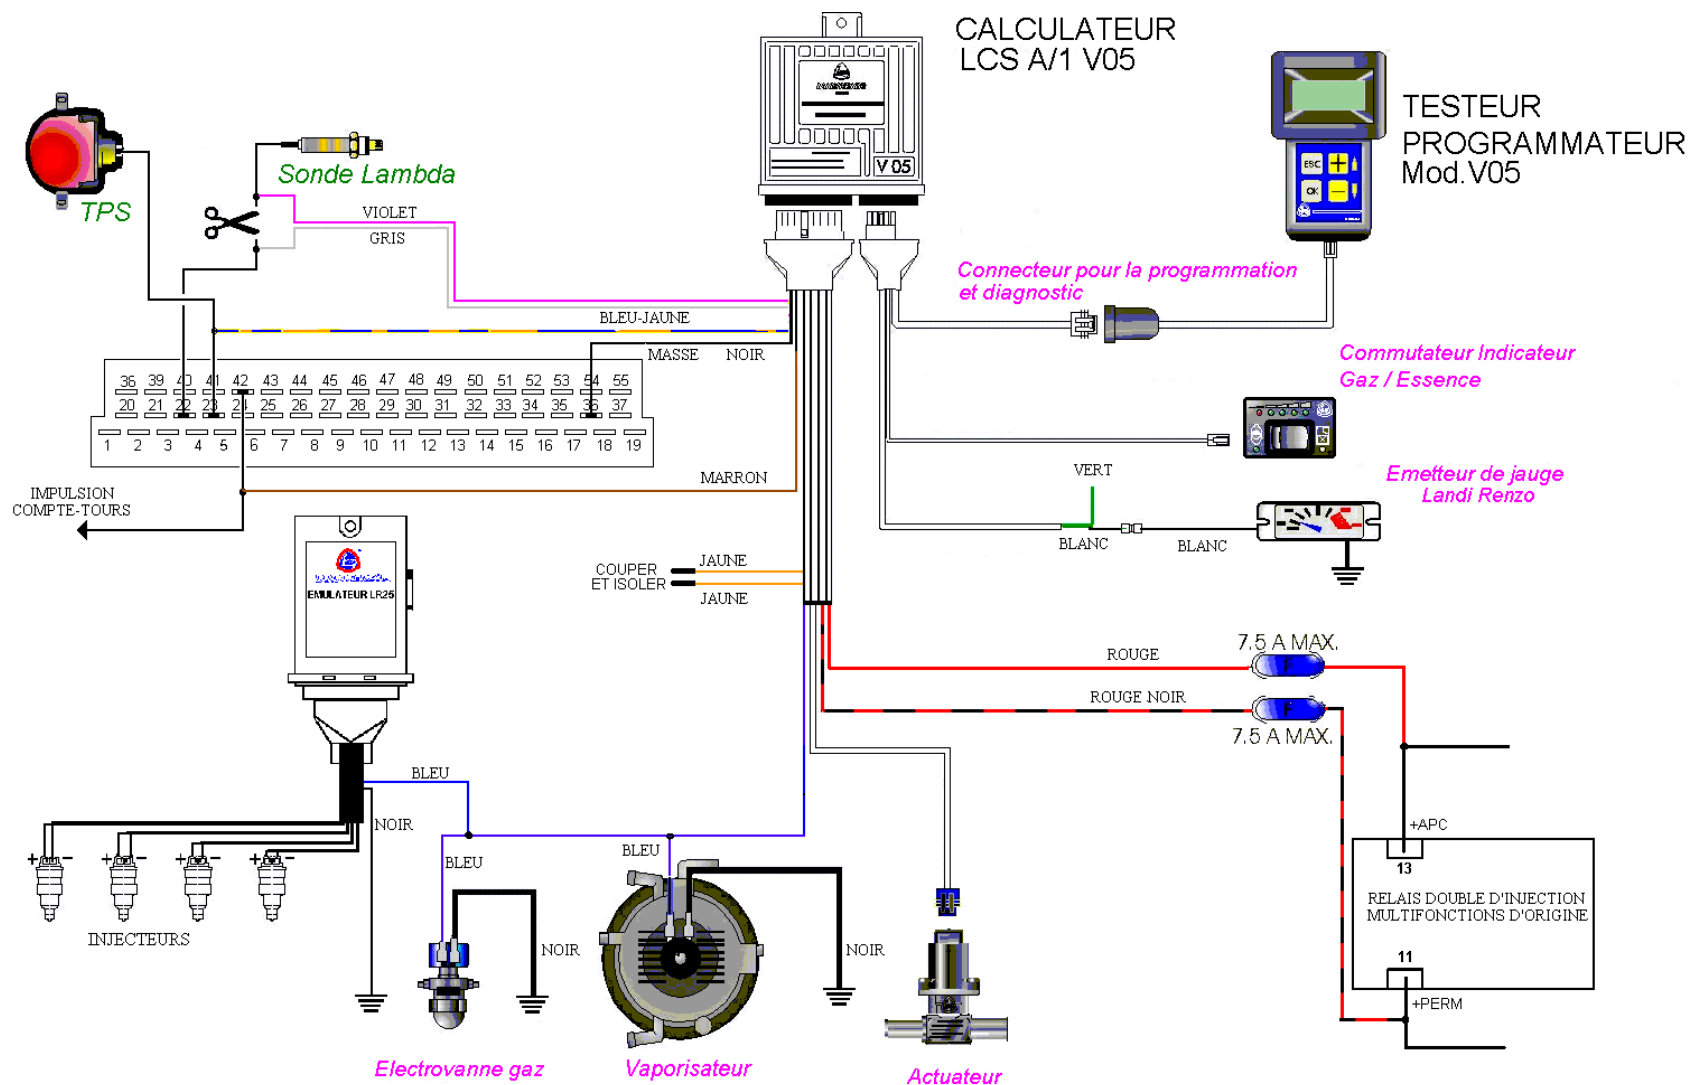 CALCULATEUR
LCS A/1 V05
TESTEUR
PROGRAMMATEUR
Mod.V05
V 05
ESC
OK
TPS
Sonde Lambda
VIOLET
GRIS
Connecteur pour la programmation
et diagnostic
BLEU-JAUNE
MASSE NOIR
Commutateur Indicateur
Gaz / Essence
36 39 40 41 42 43 44 45 46 47 48 49 50 51 52 53 54 55
20 21 22 23 24 25 26 27 28 29 30 31 32 33 34 35 36 37
1 2 3 4 5 6 7 8 9 10 11 12 13 14 15 16 17 18 19
MARRON
VERT
Emetteur de jauge
Landi Renzo
IMPULSION
COMPTE-TOURS
BLANC
BLANC
COUPER
ET ISOLER
JAUNE
JAUNE
EMULATEUR LR25
7.5 A MAX.
ROUGE
F
ROUGE NOIR
F
7.5 A MAX.
BLEU
NOIR
+ - + - + - + -
INJECTEURS
BLEU
NOIR
BLEU
NOIR
+APC
13
RELAIS DOUBLE D'INJECTION
MULTIFONCTIONS D'ORIGINE
11
+PERM
Electrovanne gaz
Vaporisateur
Actuateur